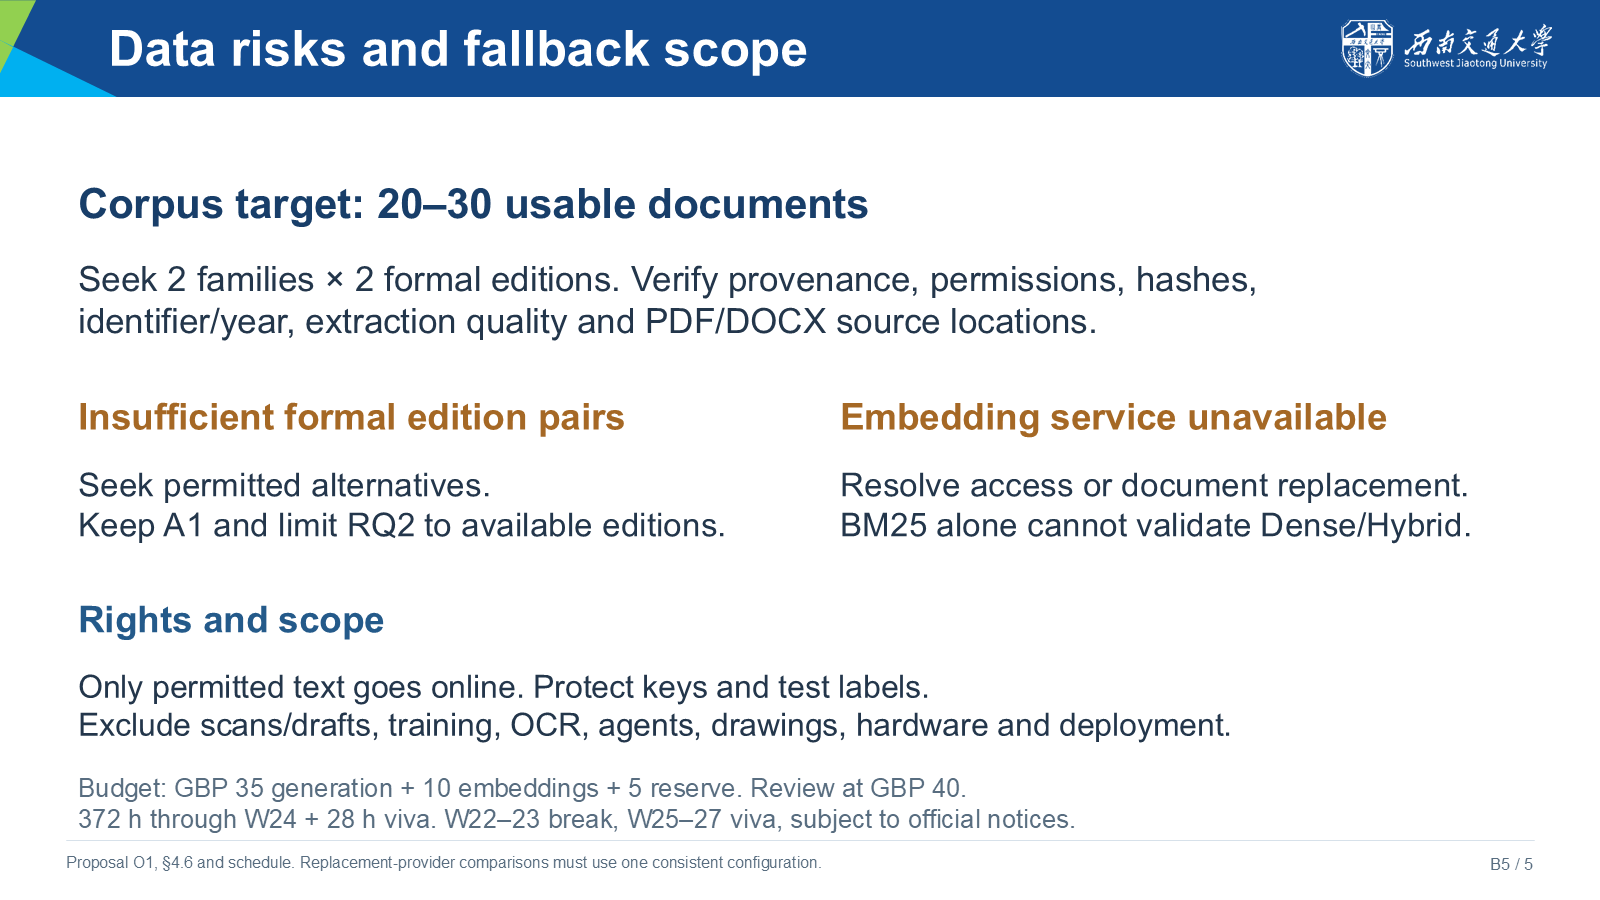 Data risks and fallback scope
西南交通大學
Southwest Jiaotong University
Corpus target: 20–30 usable documents
Seek 2 families × 2 formal editions. Verify provenance, permissions, hashes,
identifier/year, extraction quality and PDF/DOCX source locations.
Insufficient formal edition pairs
Seek permitted alternatives.
Keep A1 and limit RQ2 to available editions.
Embedding service unavailable
Resolve access or document replacement.
BM25 alone cannot validate Dense/Hybrid.
Rights and scope
Only permitted text goes online. Protect keys and test labels.
Exclude scans/drafts, training, OCR, agents, drawings, hardware and deployment.
Budget: GBP 35 generation + 10 embeddings + 5 reserve. Review at GBP 40.
372 h through W24 + 28 h viva. W22–23 break, W25–27 viva, subject to official notices.
Proposal O1, §4.6 and schedule. Replacement-provider comparisons must use one consistent configuration.
B5 / 5